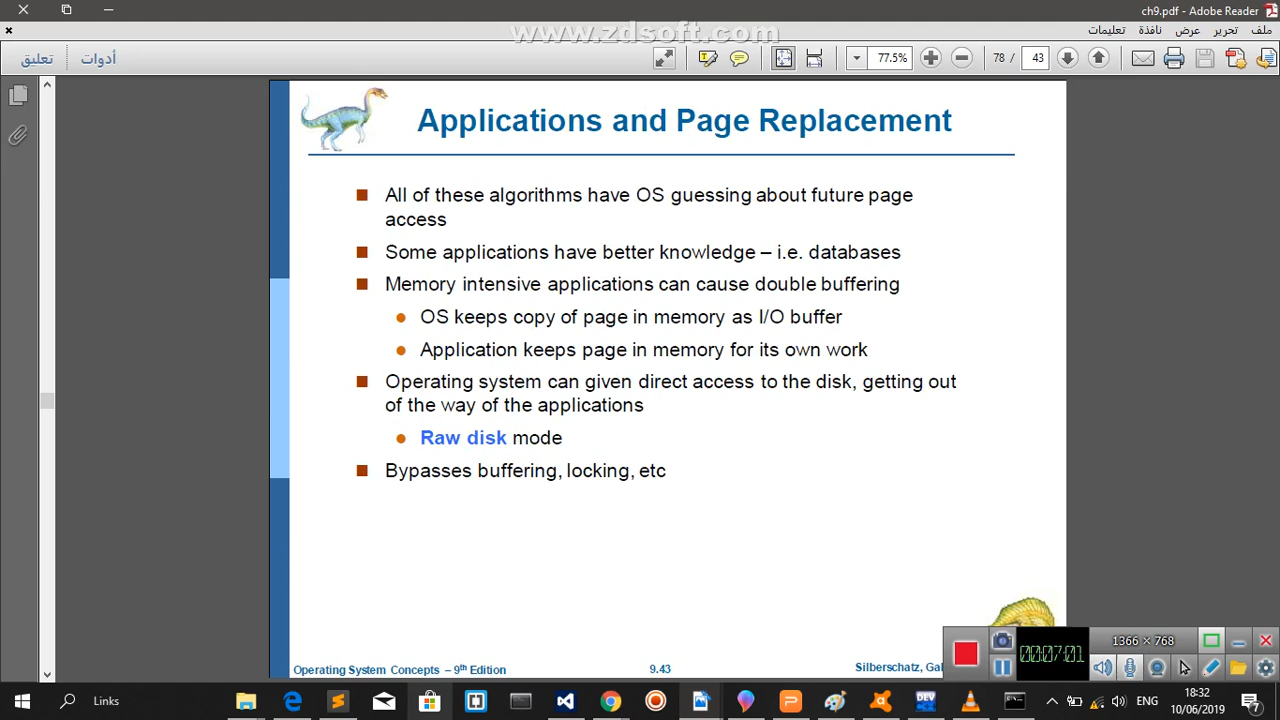 ch9.pdf - Adobe Reader
www.zdsoft.com
ملف تحرير عرض نافذة تعليمات
تعليق أدوات 77.5% 78 / 43
Applications and Page Replacement
All of these algorithms have OS guessing about future page
access
Some applications have better knowledge – i.e. databases
Memory intensive applications can cause double buffering
OS keeps copy of page in memory as I/O buffer
Application keeps page in memory for its own work
Operating system can given direct access to the disk, getting out
of the way of the applications
Raw disk mode
Bypasses buffering, locking, etc
Operating System Concepts – 9th Edition
9.43
Silberschatz, Gal
1366 × 768
00:07:01
Links
ENG
18:32
10/06/2019
7